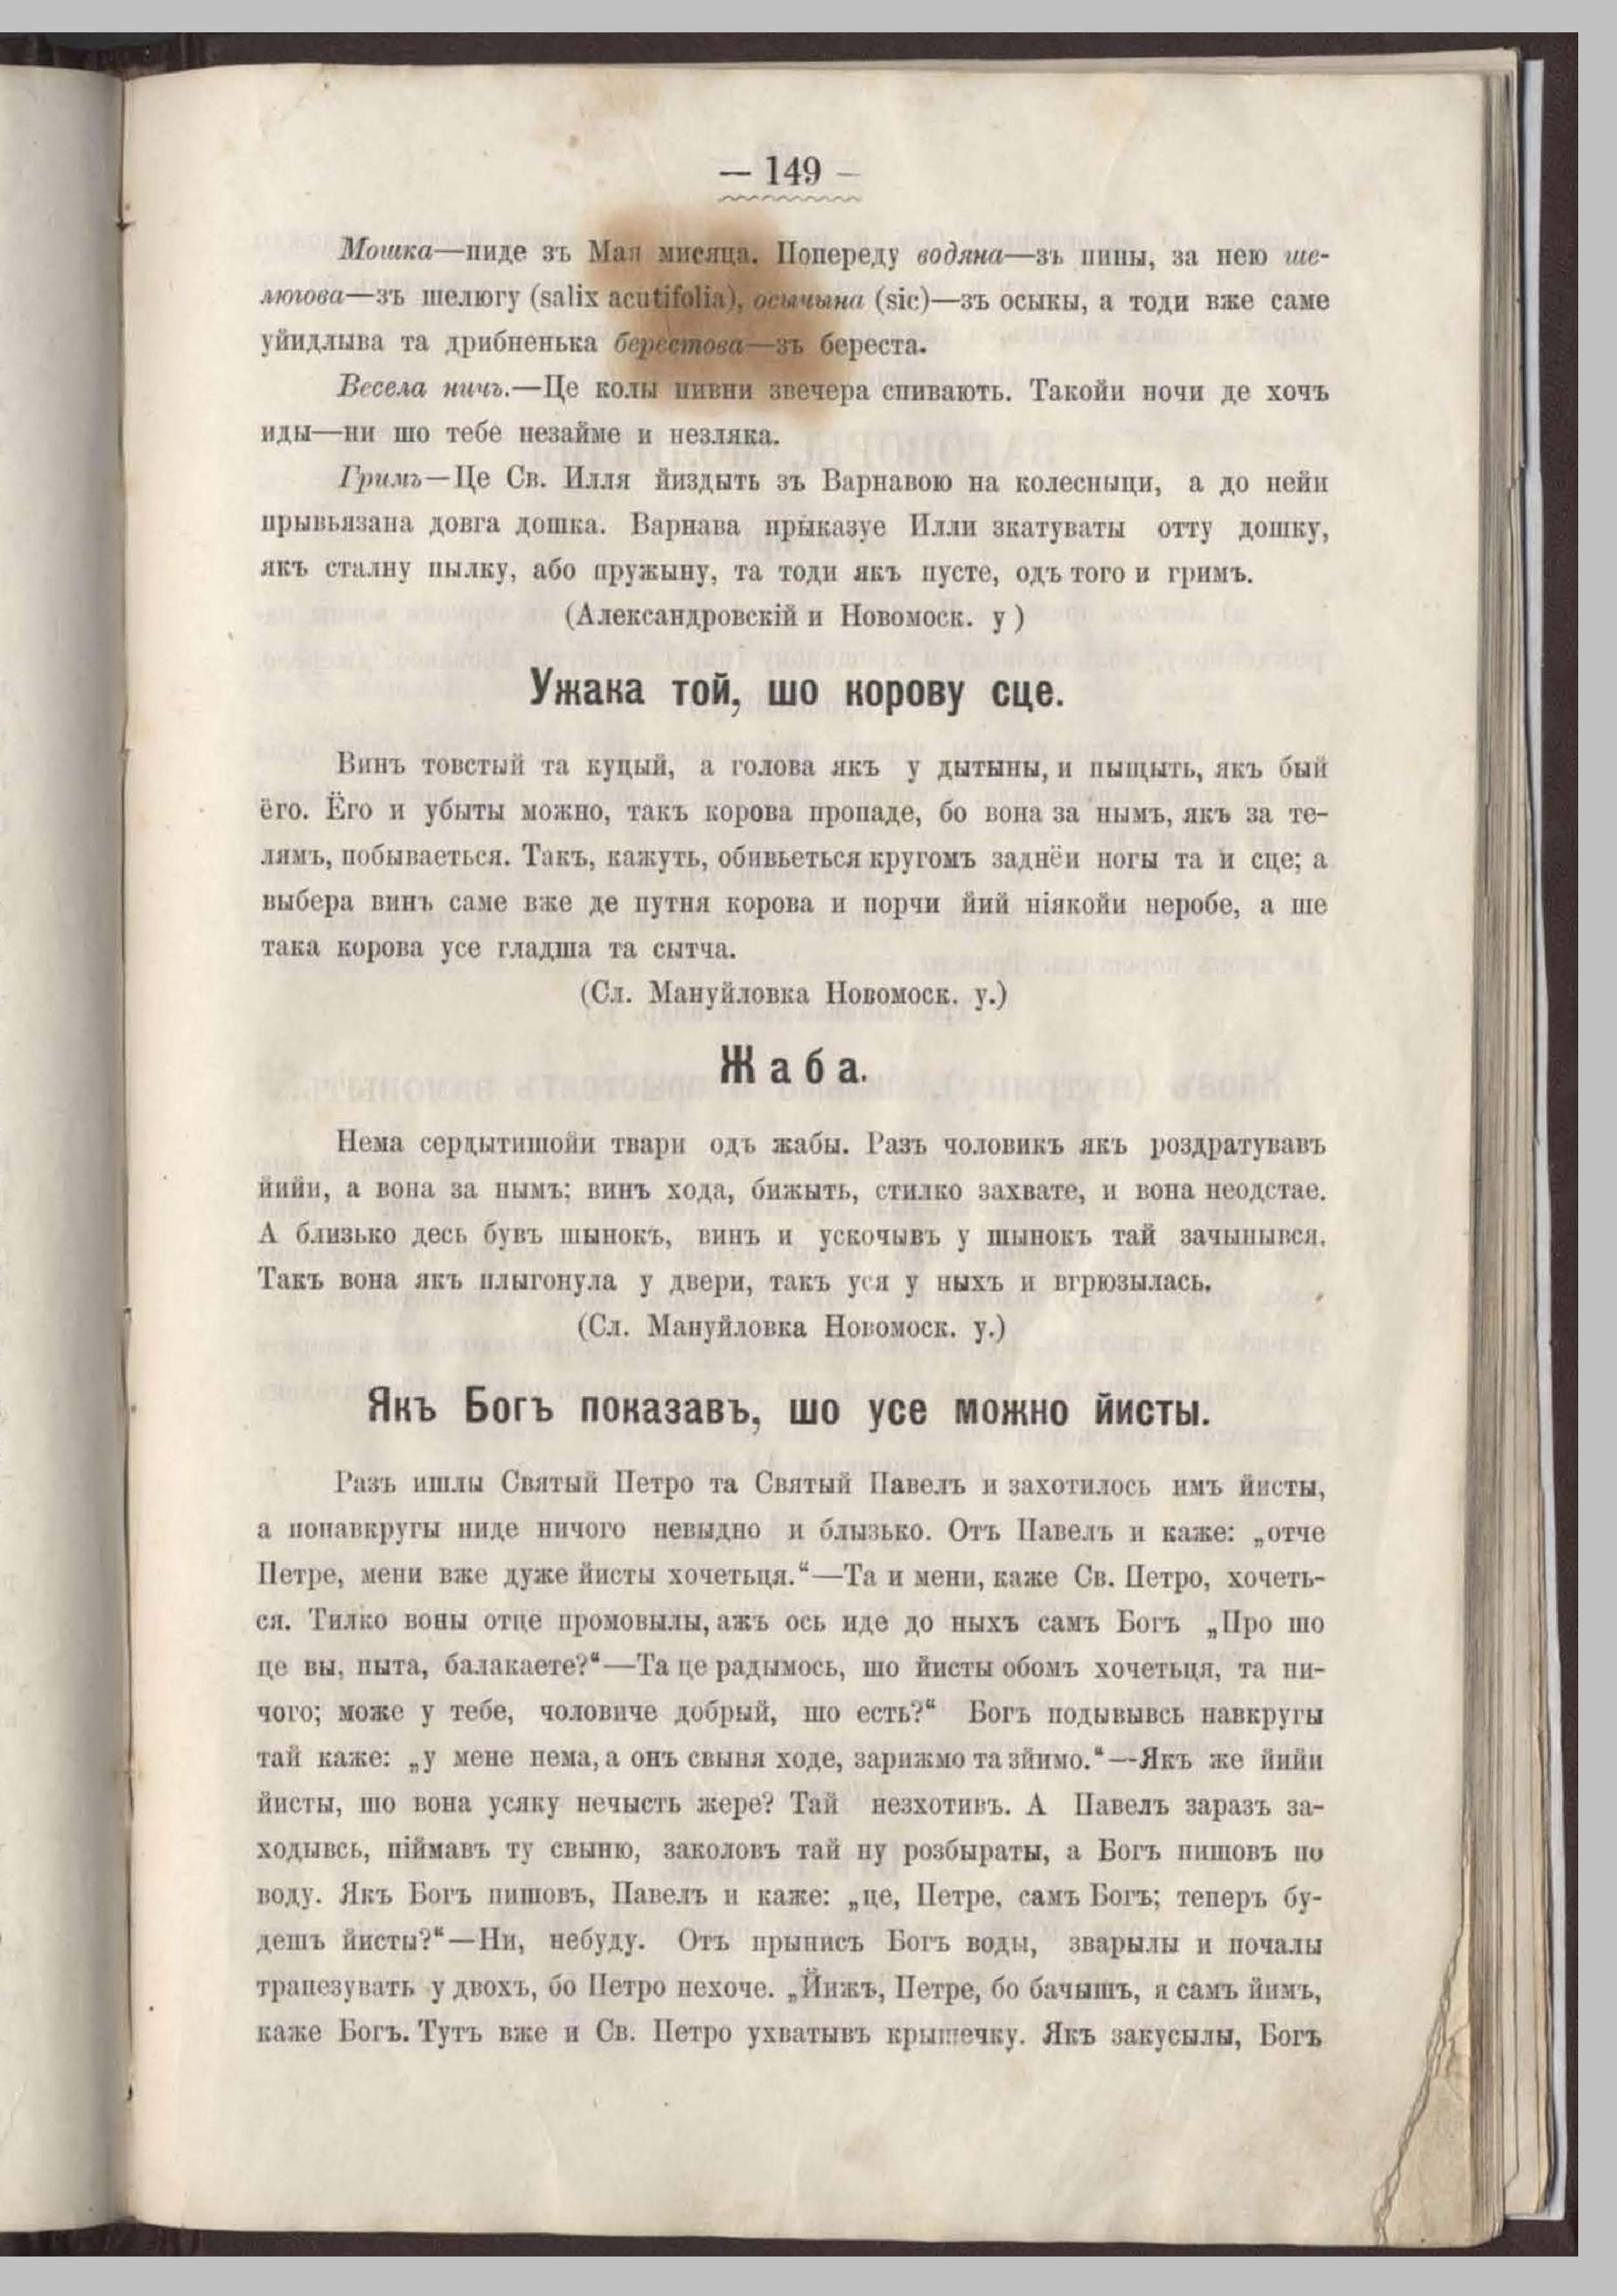 — 149 —
Мошка—пиде зъ Мая мисяца. Попереду водяна—зъ пины, за нею ше-
люгова—зъ шелюгу (salix acutifolia), осычына (sic)—зъ осыкы, а тоди вже саме
уйидлыва та дрибненька берестова—зъ береста.
Весела ничъ.—Це колы пивни звечера спивають. Такойи ночи де хочъ
иды—ни шо тебе незайме и незляка.
Гримъ—Це Св. Илля йиздыть зъ Варнавою на колесныци, а до нейи
прывьязана довга дошка. Варнава прыказуе Илли зкатуваты отту дошку,
якъ сталну пылку, або пружыну, та тоди якъ пусте, одъ того и гримъ.
(Александровскій и Новомоск. у )
Ужака той, шо корову сце.
Винъ товстый та куцый, а голова якъ у дытыны, и пыщыть, якъ бый
ёго. Ёго и убыты можно, такъ корова пропаде, бо вона за нымъ, якъ за те-
лямъ, побываеться. Такъ, кажуть, обивьеться кругомъ заднёи ногы та и сце; а
выбера винъ саме вже де путня корова и порчи йий ніякойи неробе, а ше
така корова усе гладша та сытча.
(Сл. Мануйловка Новомоск. у.)
Жаба.
Нема сердытишойи твари одъ жабы. Разъ чоловикъ якъ роздратувавъ
йийи, а вона за нымъ; винъ хода, бижыть, стилко захвате, и вона неодстае.
А близько десь бувъ шынокъ, винъ и ускочывъ у шынокъ тай зачынывся.
Такъ вона якъ плыгонула у двери, такъ уся у ныхъ и вгрюзылась.
(Сл. Мануйловка Новомоск. у.)
Якъ Богъ показавъ, шо усе можно йисты.
Разъ ишлы Святый Петро та Святый Павелъ и захотилось имъ йисты,
а понавкругы ниде ничого невыдно и блызько. Отъ Павелъ и каже: „отче
Петре, мени вже дуже йисты хочетьця.“—Та и мени, каже Св. Петро, хочеть-
ся. Тилко воны отце промовылы, ажъ ось иде до ныхъ самъ Богъ „Про шо
це вы, пыта, балакаете?“—Та це радымось, шо йисты обомъ хочетьця, та ни-
чого; може у тебе, чоловиче добрый, шо есть?“ Богъ подывывсь навкругы
тай каже: „у мене нема, а онъ свыня ходе, зарижмо та зйимо.“—Якъ же йийи
йисты, шо вона усяку нечысть жере? Тай незхотивъ. А Павелъ заразъ за-
ходывсь, піймавъ ту свыню, заколовъ тай ну розбыраты, а Богъ пишовъ по
воду. Якъ Богъ пишовъ, Павелъ и каже: „це, Петре, самъ Богъ; теперъ бу-
дешъ йисты?“—Ни, небуду. Отъ прынисъ Богъ воды, зварылы и почалы
трапезувать у двохъ, бо Петро нехоче. „Йижъ, Петре, бо бачышъ, я самъ йимъ,
каже Богъ. Тутъ вже и Св. Петро ухватывъ крышечку. Якъ закусылы, Богъ